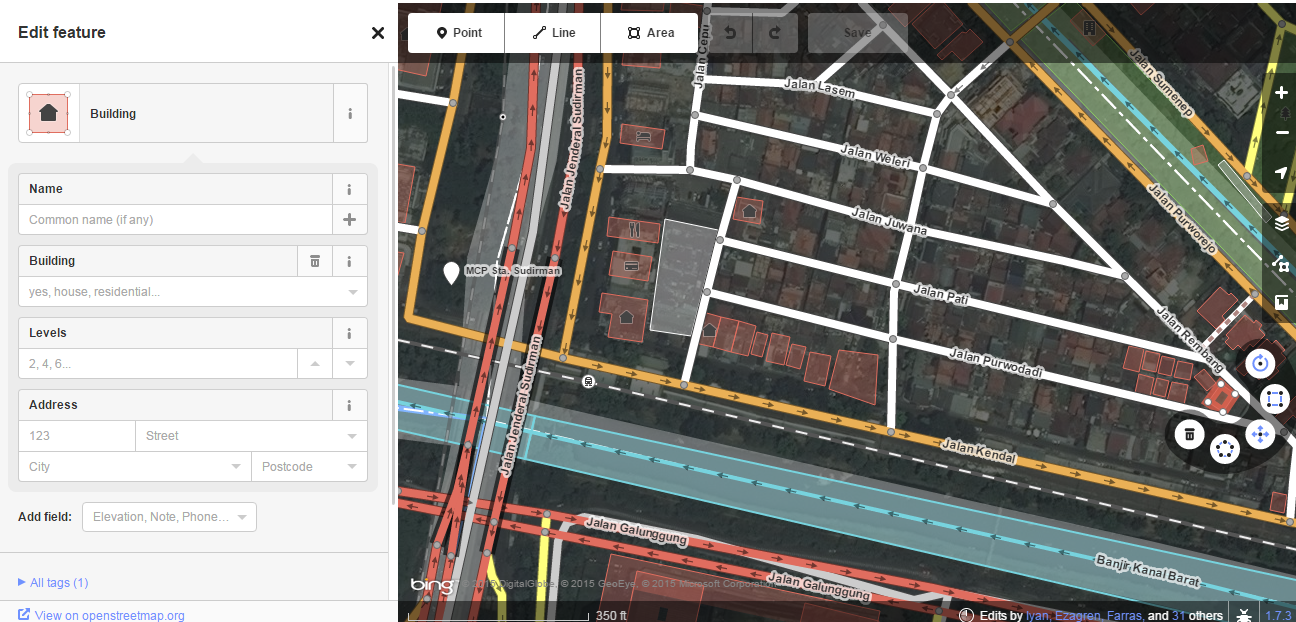 Edit feature
Building
Name
Common name (if any)
Building
yes, house, residential...
Levels
2, 4, 6...
Address
123
Street
City
Postcode
Add field:
Elevation, Note, Phone...
All tags (1)
View on openstreetmap.org
Point
Line
Area
Save
Jalan Cepu
Jalan Lasem
Jalan Sumenep
Jalan Jenderal Sudirman
Jalan Weleri
Jalan Juwana
Jalan Purworejo
MCP Sta. Sudirman
Jalan Pati
Jalan Rembang
Jalan Purwodadi
Jalan Jenderal Sudirman
Jalan Kendal
Jalan Galunggung
Banjir Kanal Barat
Jalan Galunggung
bing
© 2015 DigitalGlobe, © 2015 GeoEye, © 2015 Microsoft Corporation
350 ft
Edits by Iyan, Ezagren, Farras, and 31 others
1.7.3